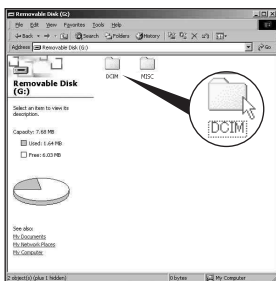 Removable Disk (G:)
File Edit View Favorites Tools Help
Back Search Folders History
Address Removable Disk (G:) Go
Removable Disk
(G:)
DCIM MISC
Select an item to view its
description.
Capacity: 7.68 MB
Used: 1.64 MB
Free: 6.03 MB
DCIM
See also:
My Documents
My Network Places
My Computer
2 object(s) (plus 1 hidden) 0 bytes My Computer